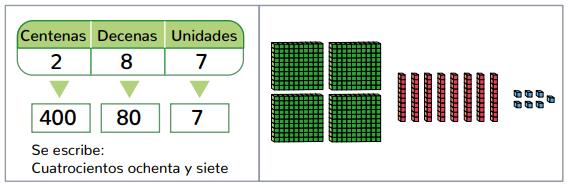 Centenas Decenas Unidades
2 8 7
400 80 7
Se escribe:
Cuatrocientos ochenta y siete